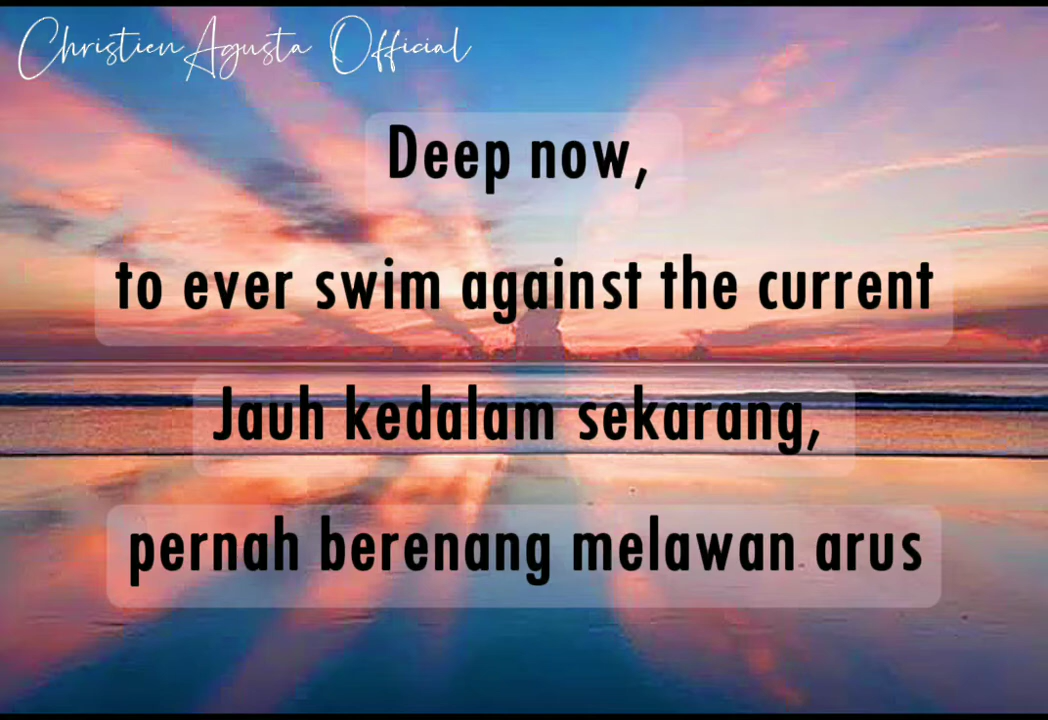 Christien Agusta Official
Deep now,
to ever swim against the current
Jauh kedalam sekarang,
pernah berenang melawan arus